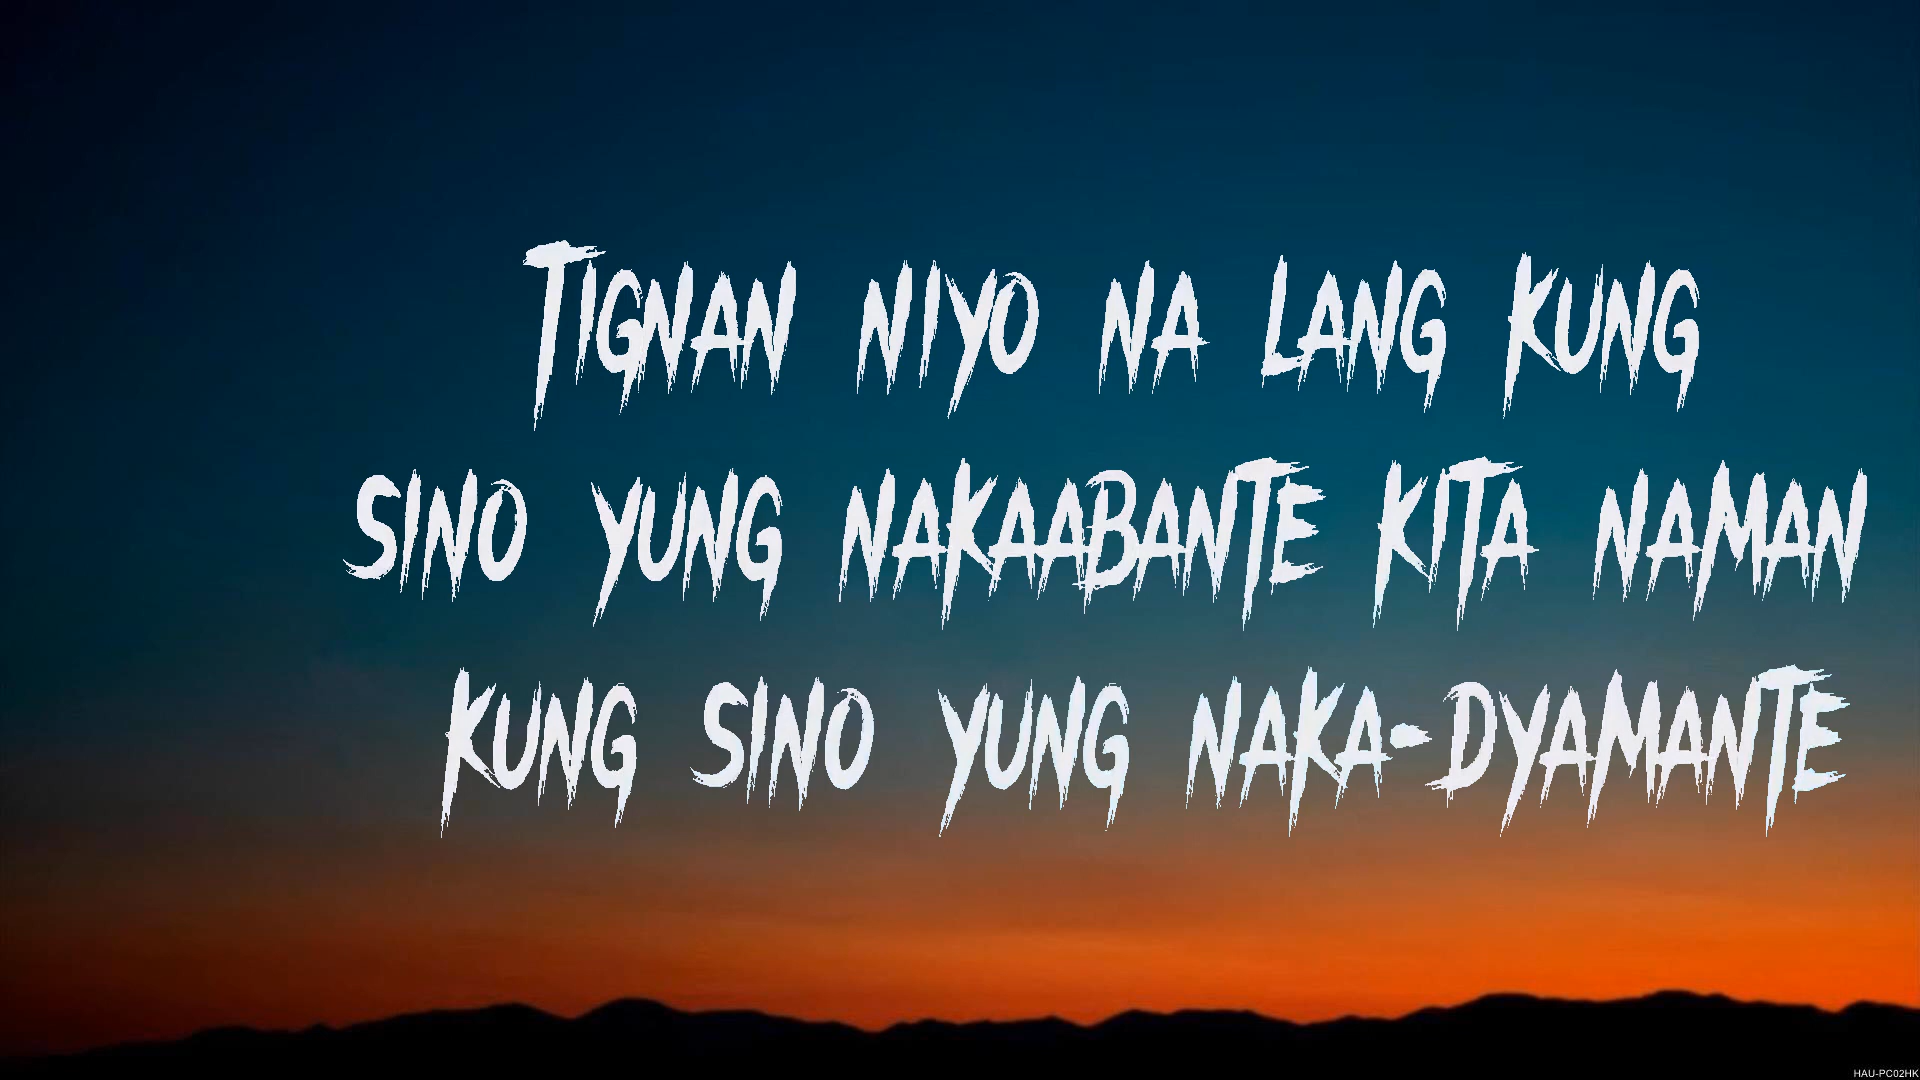 Tignan niyo na lang kung
sino yung nakaabante kita naman
kung sino yung naka-dyamante
HAU-PC02HK